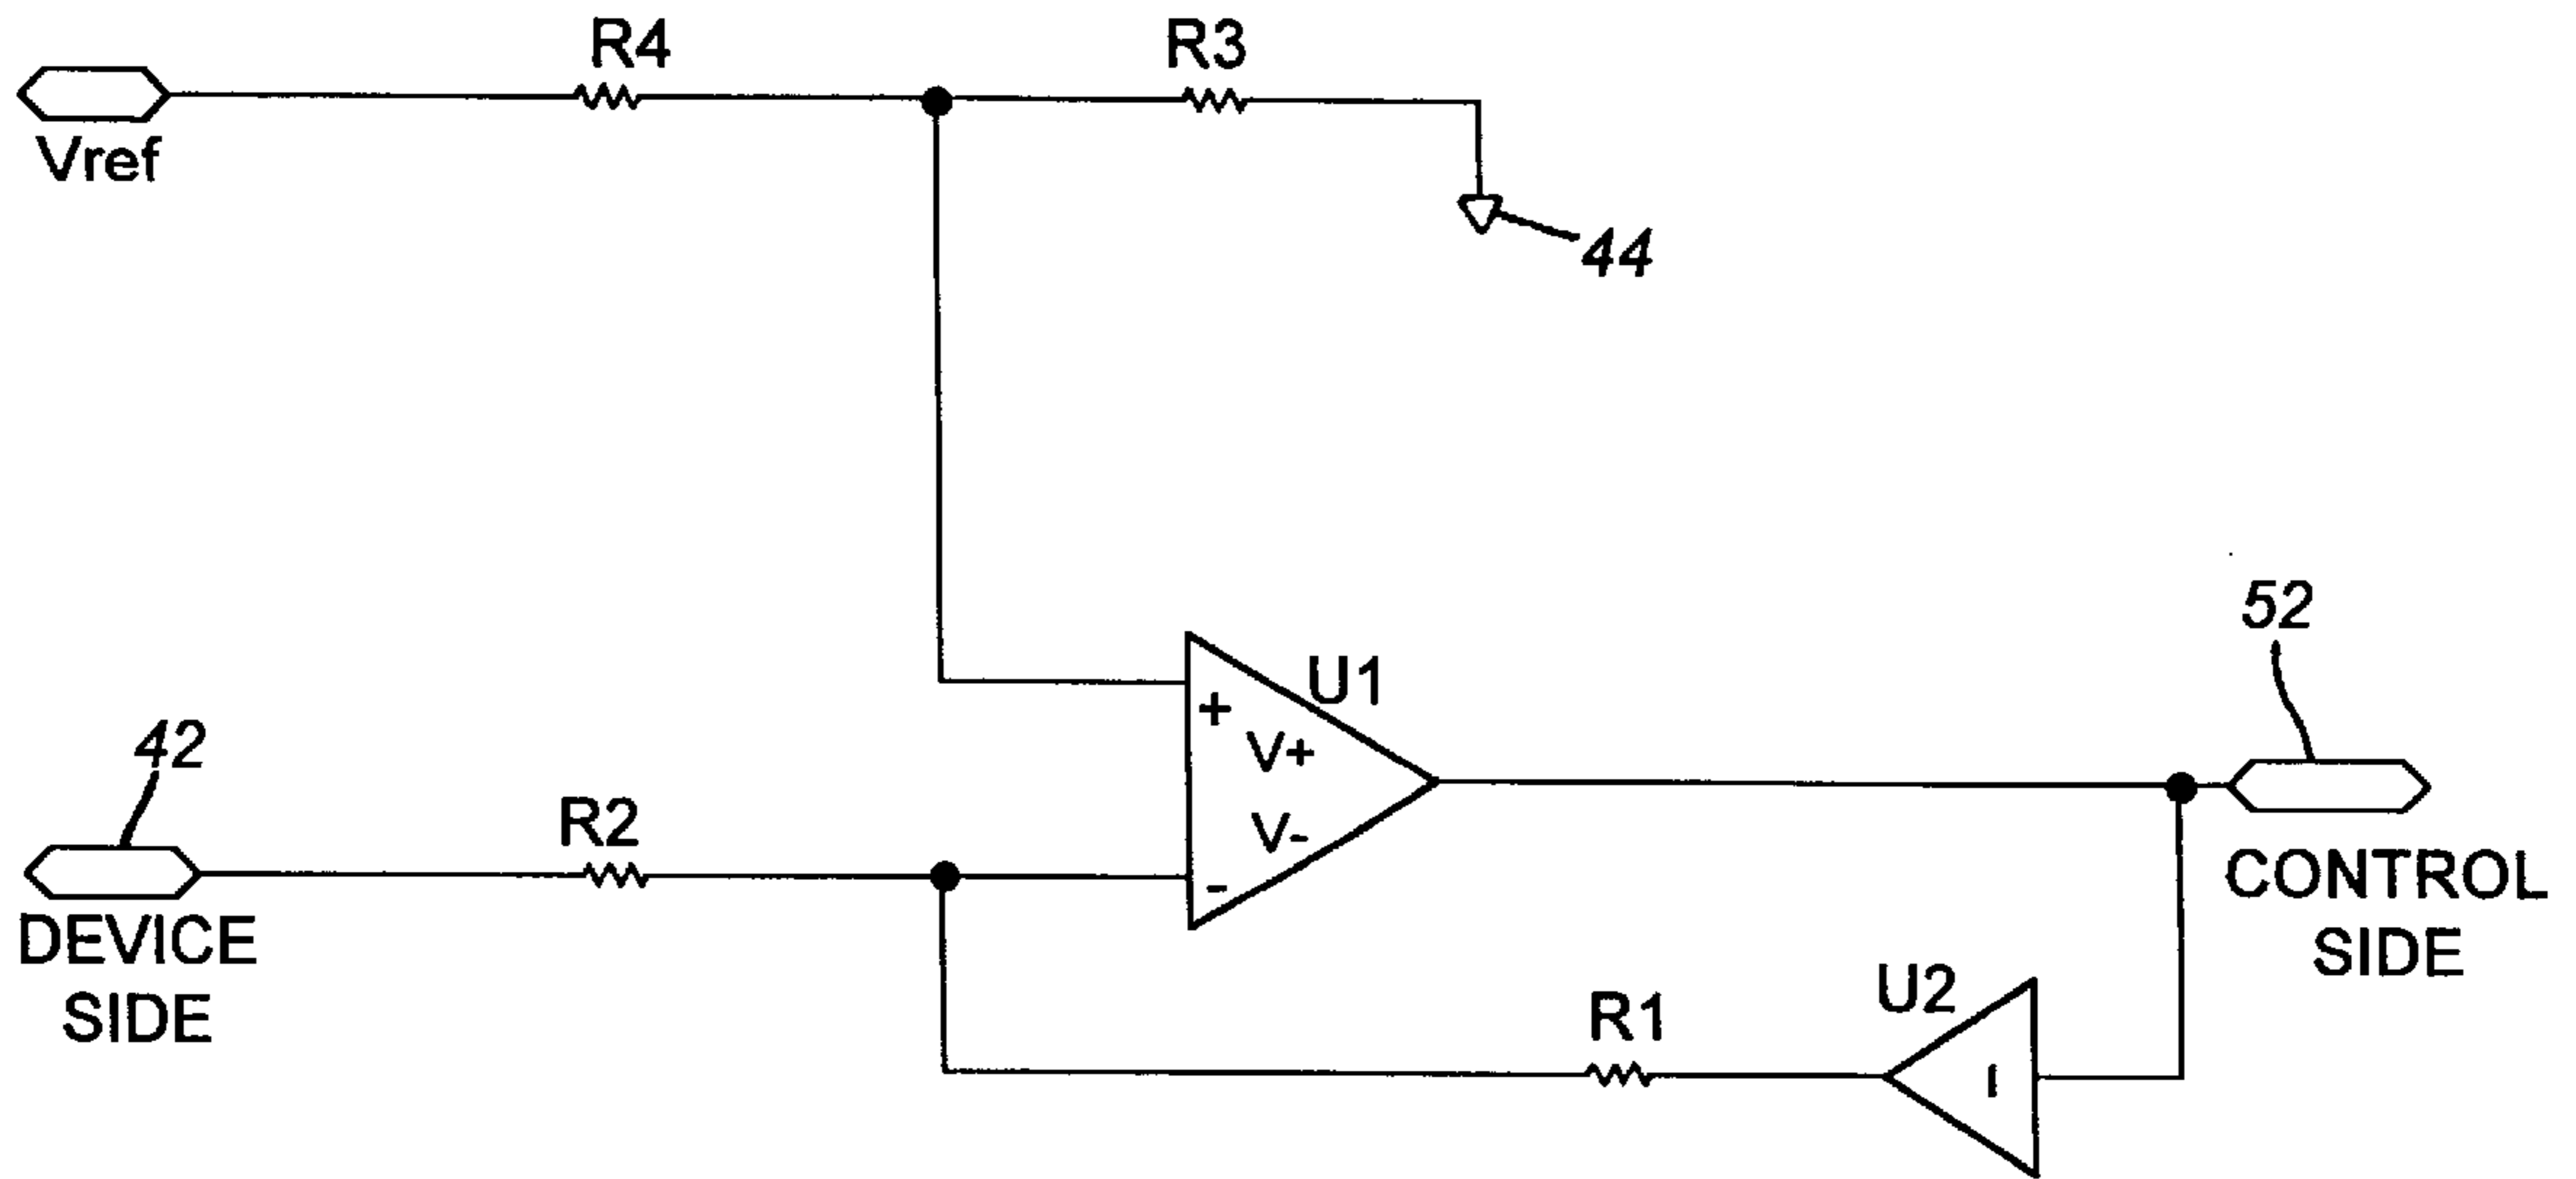 R4
R3
Vref
44
52
U1
+
V+
42
V-
R2
-
CONTROL
SIDE
DEVICE
SIDE
U2
R1
I